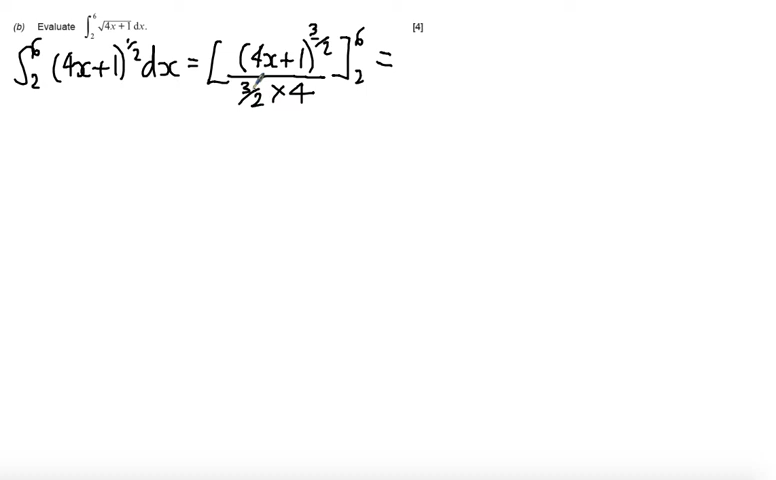 (b) Evaluate ∫₂⁶ √(4x + 1) dx. [4]
∫₂⁶ (4x+1)^½ dx = [ (4x+1)^(3/2) / (3/2 × 4) ]₂⁶ =